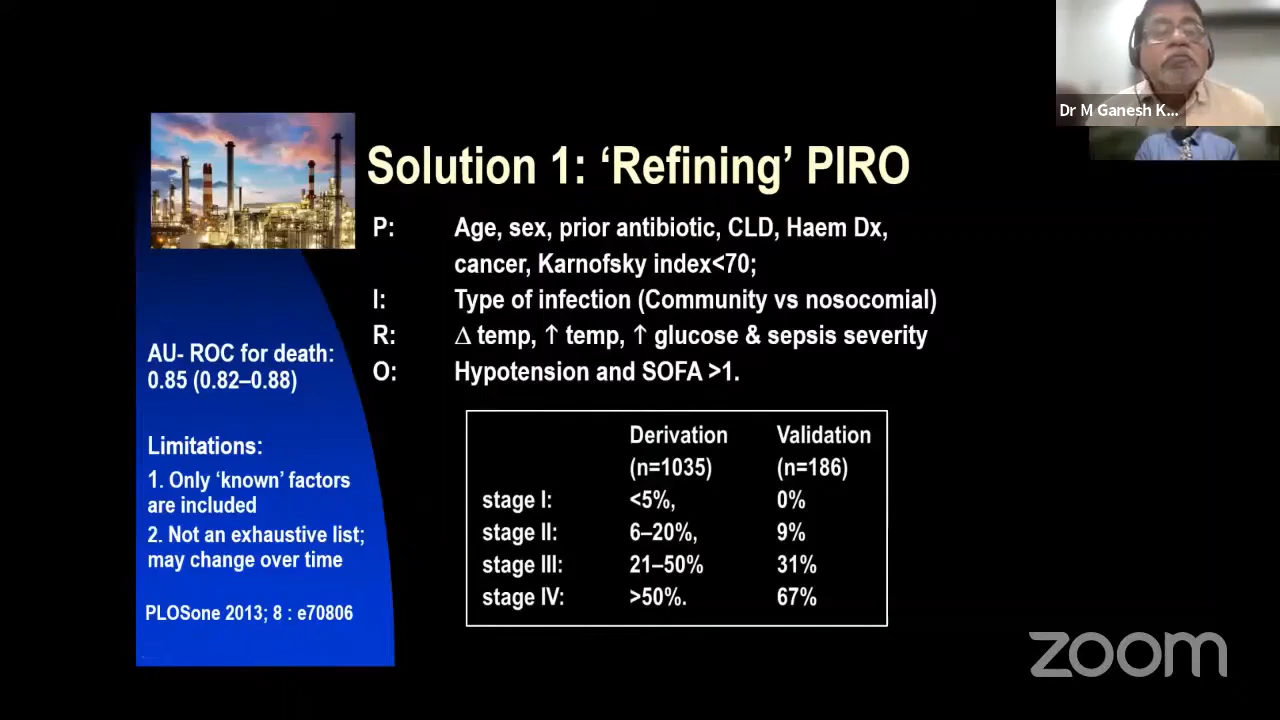 Dr M Ganesh K...
Solution 1: ‘Refining’ PIRO
P: Age, sex, prior antibiotic, CLD, Haem Dx,
cancer, Karnofsky index<70;
I: Type of infection (Community vs nosocomial)
R: Δ temp, ↑ temp, ↑ glucose & sepsis severity
O: Hypotension and SOFA >1.
AU- ROC for death:
0.85 (0.82–0.88)
Limitations:
1. Only ‘known’ factors
are included
2. Not an exhaustive list;
may change over time
PLOSone 2013; 8 : e70806
Derivation Validation
(n=1035) (n=186)
stage I: <5%, 0%
stage II: 6–20%, 9%
stage III: 21–50% 31%
stage IV: >50%. 67%
zoom